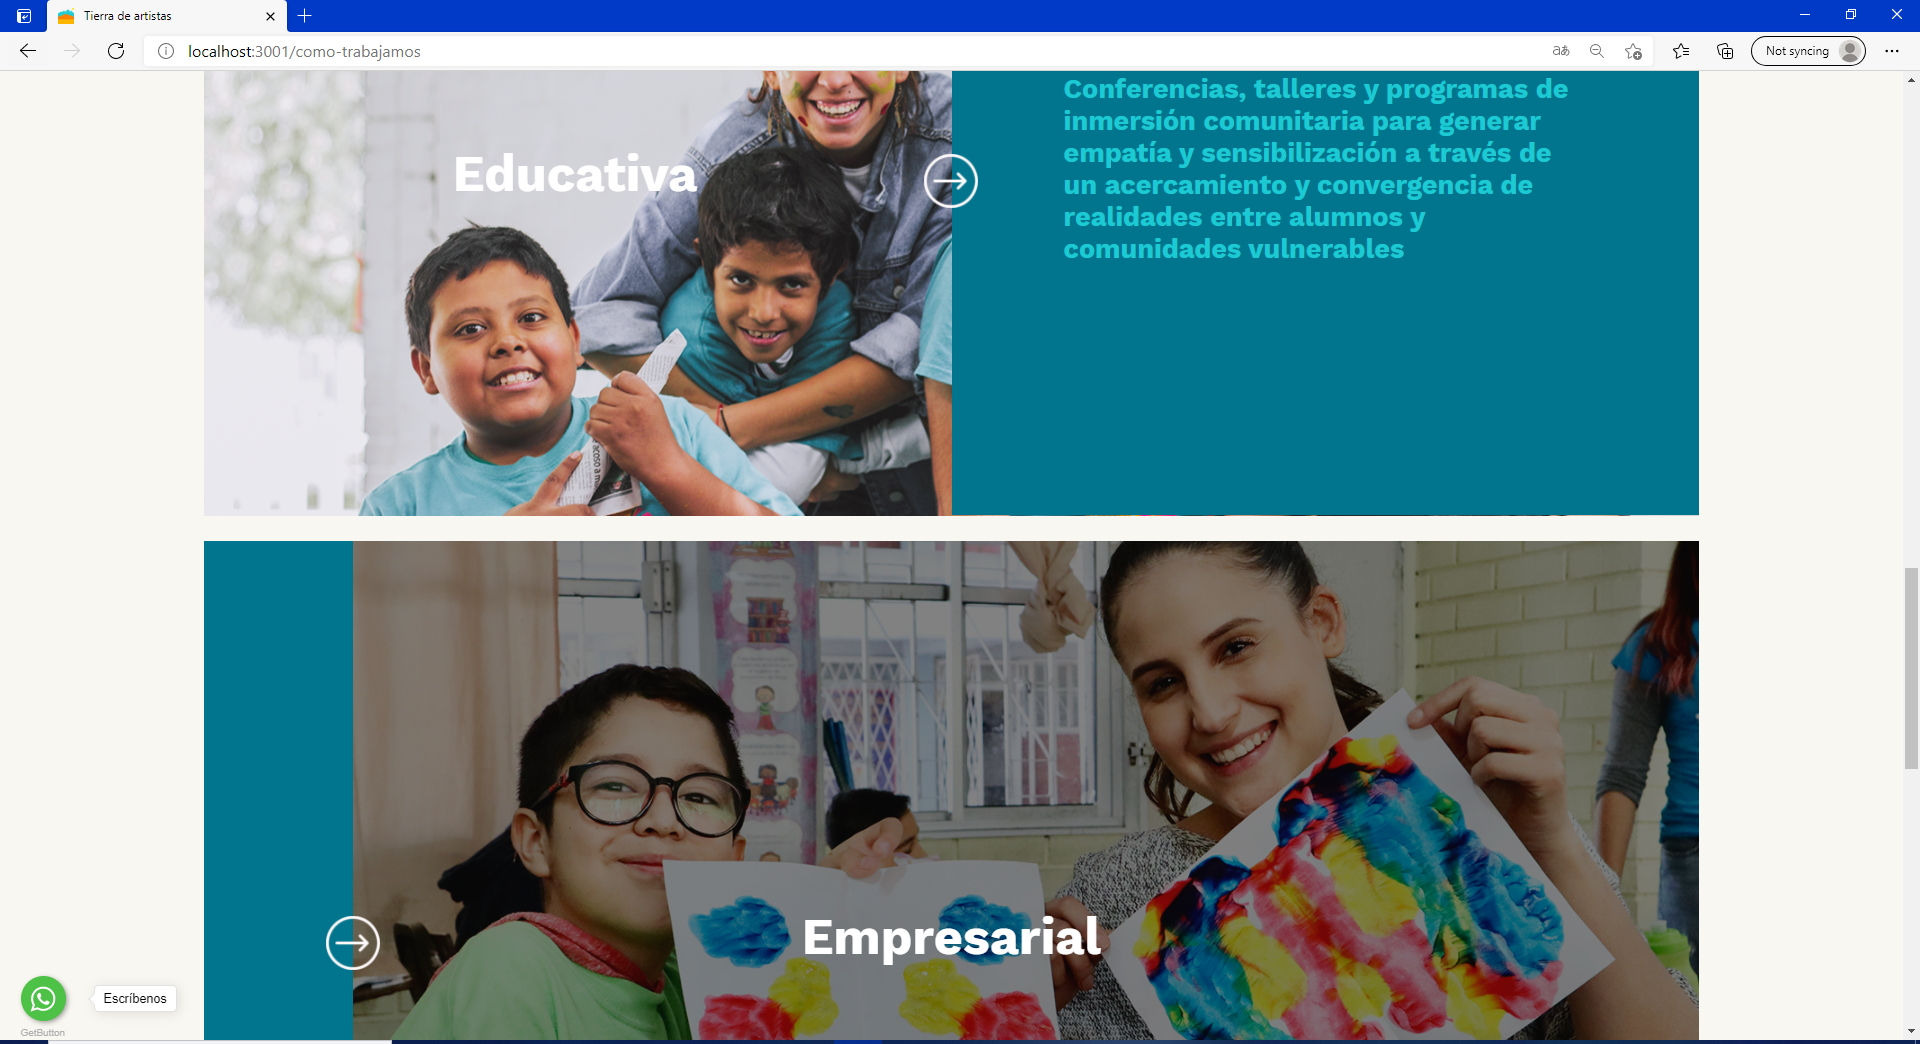 Tierra de artistas
localhost:3001/como-trabajamos
Not syncing
Educativa
Conferencias, talleres y programas de
inmersión comunitaria para generar
empatía y sensibilización a través de
un acercamiento y convergencia de
realidades entre alumnos y
comunidades vulnerables
Empresarial
Escríbenos
GetButton